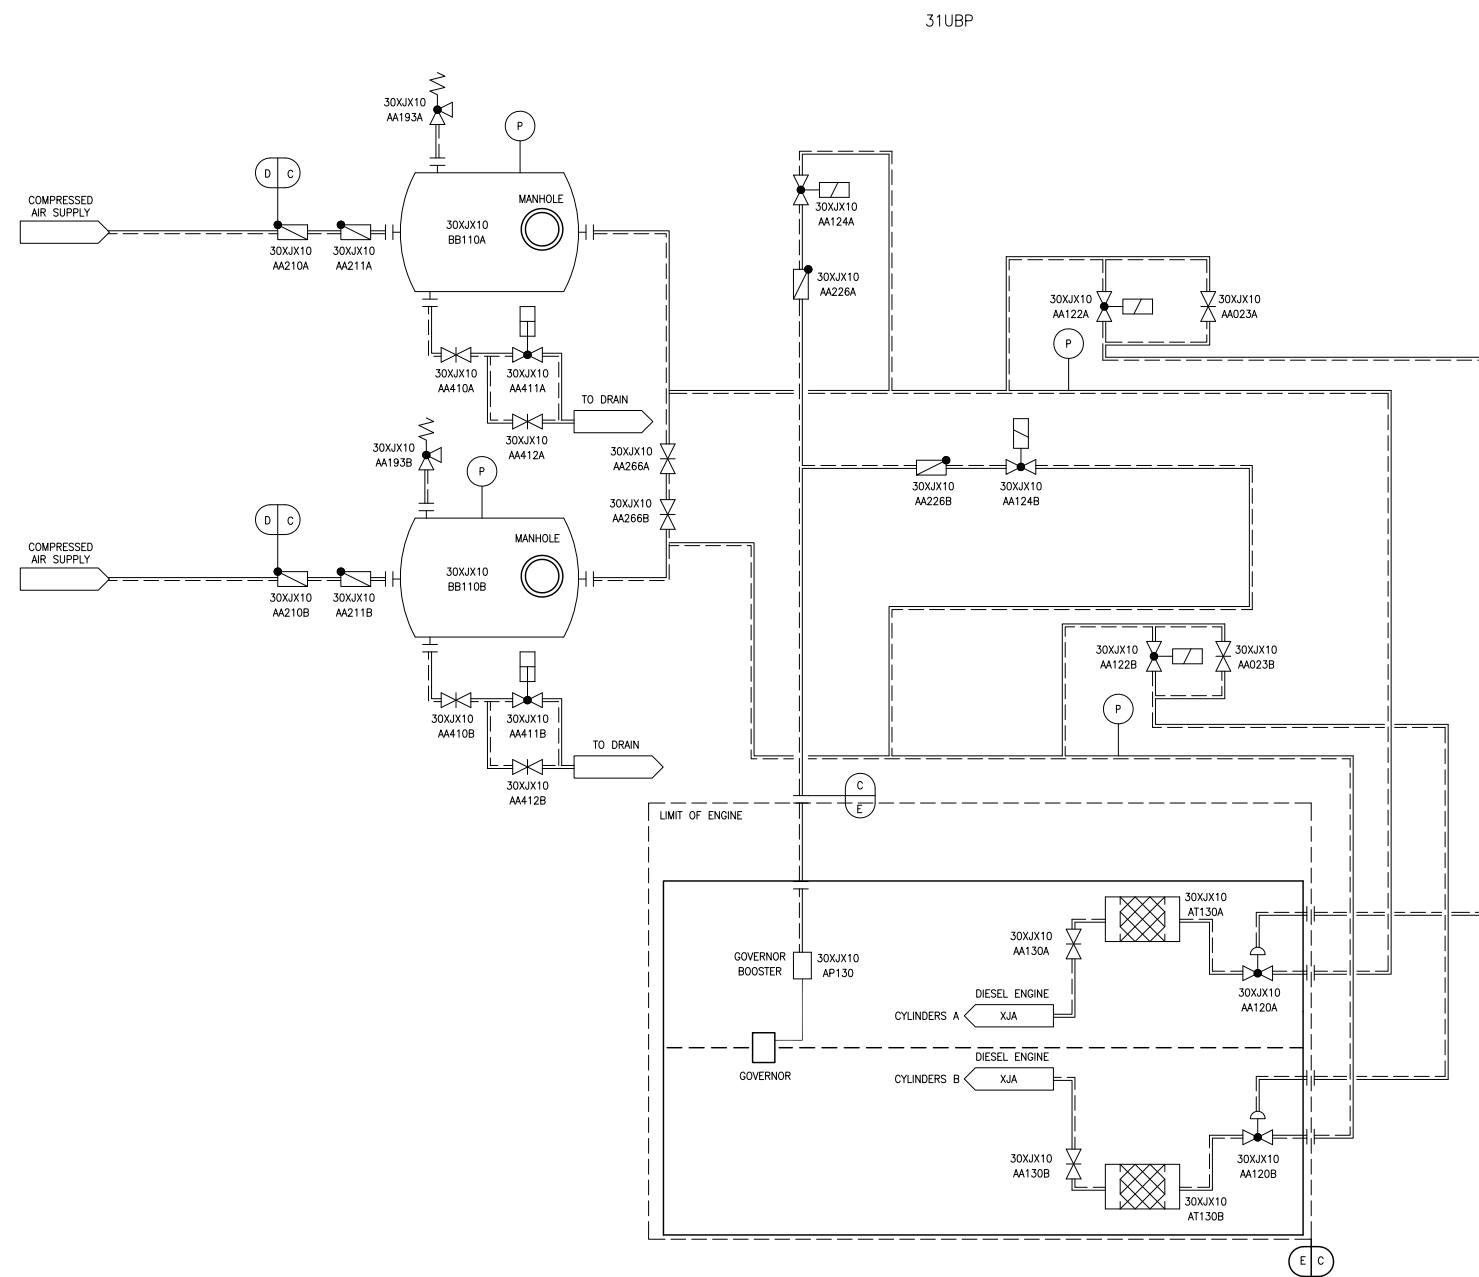 31UBP
30XJX10
AA193A
P
D C
COMPRESSED
AIR SUPPLY
30XJX10
AA210A
30XJX10
AA211A
30XJX10
BB110A
MANHOLE
30XJX10
AA410A
30XJX10
AA411A
30XJX10
AA412A
TO DRAIN
30XJX10
AA124A
30XJX10
AA226A
30XJX10
AA122A
30XJX10
AA023A
P
30XJX10
AA193B
P
30XJX10
AA266A
30XJX10
AA266B
30XJX10
AA226B
30XJX10
AA124B
D C
COMPRESSED
AIR SUPPLY
30XJX10
AA210B
30XJX10
AA211B
30XJX10
BB110B
MANHOLE
30XJX10
AA410B
30XJX10
AA411B
30XJX10
AA412B
TO DRAIN
30XJX10
AA122B
30XJX10
AA023B
P
C
E
LIMIT OF ENGINE
30XJX10
AT130A
30XJX10
AA130A
GOVERNOR
BOOSTER
30XJX10
AP130
30XJX10
AA120A
DIESEL ENGINE
CYLINDERS A
XJA
GOVERNOR
DIESEL ENGINE
CYLINDERS B
XJA
30XJX10
AA130B
30XJX10
AA120B
30XJX10
AT130B
E C